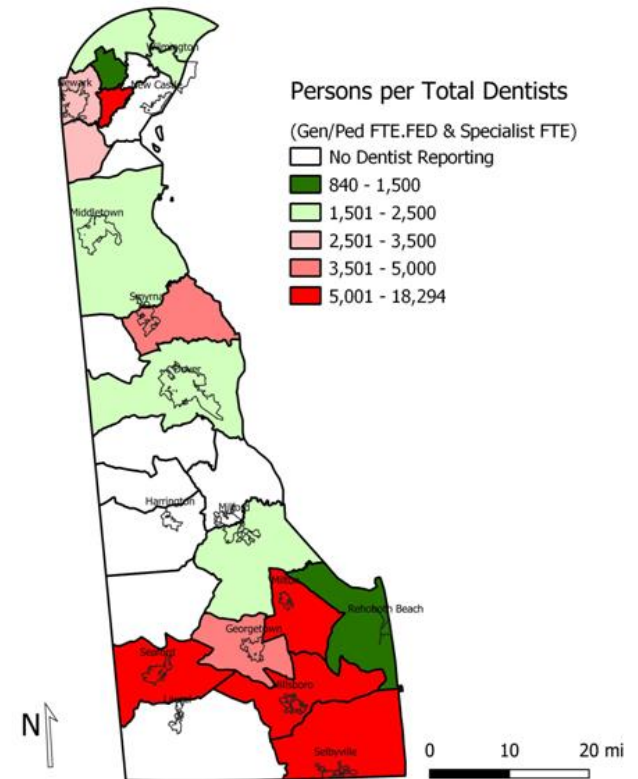 Wilmington
Newark
New Castle
Persons per Total Dentists
(Gen/Ped FTE.FED & Specialist FTE)
No Dentist Reporting
840 - 1,500
1,501 - 2,500
2,501 - 3,500
3,501 - 5,000
5,001 - 18,294
Middletown
Smyrna
Dover
Harrington
Milford
Milton
Rehoboth Beach
Georgetown
Seaford
Millsboro
Laurel
Selbyville
N
0 10 20 mi